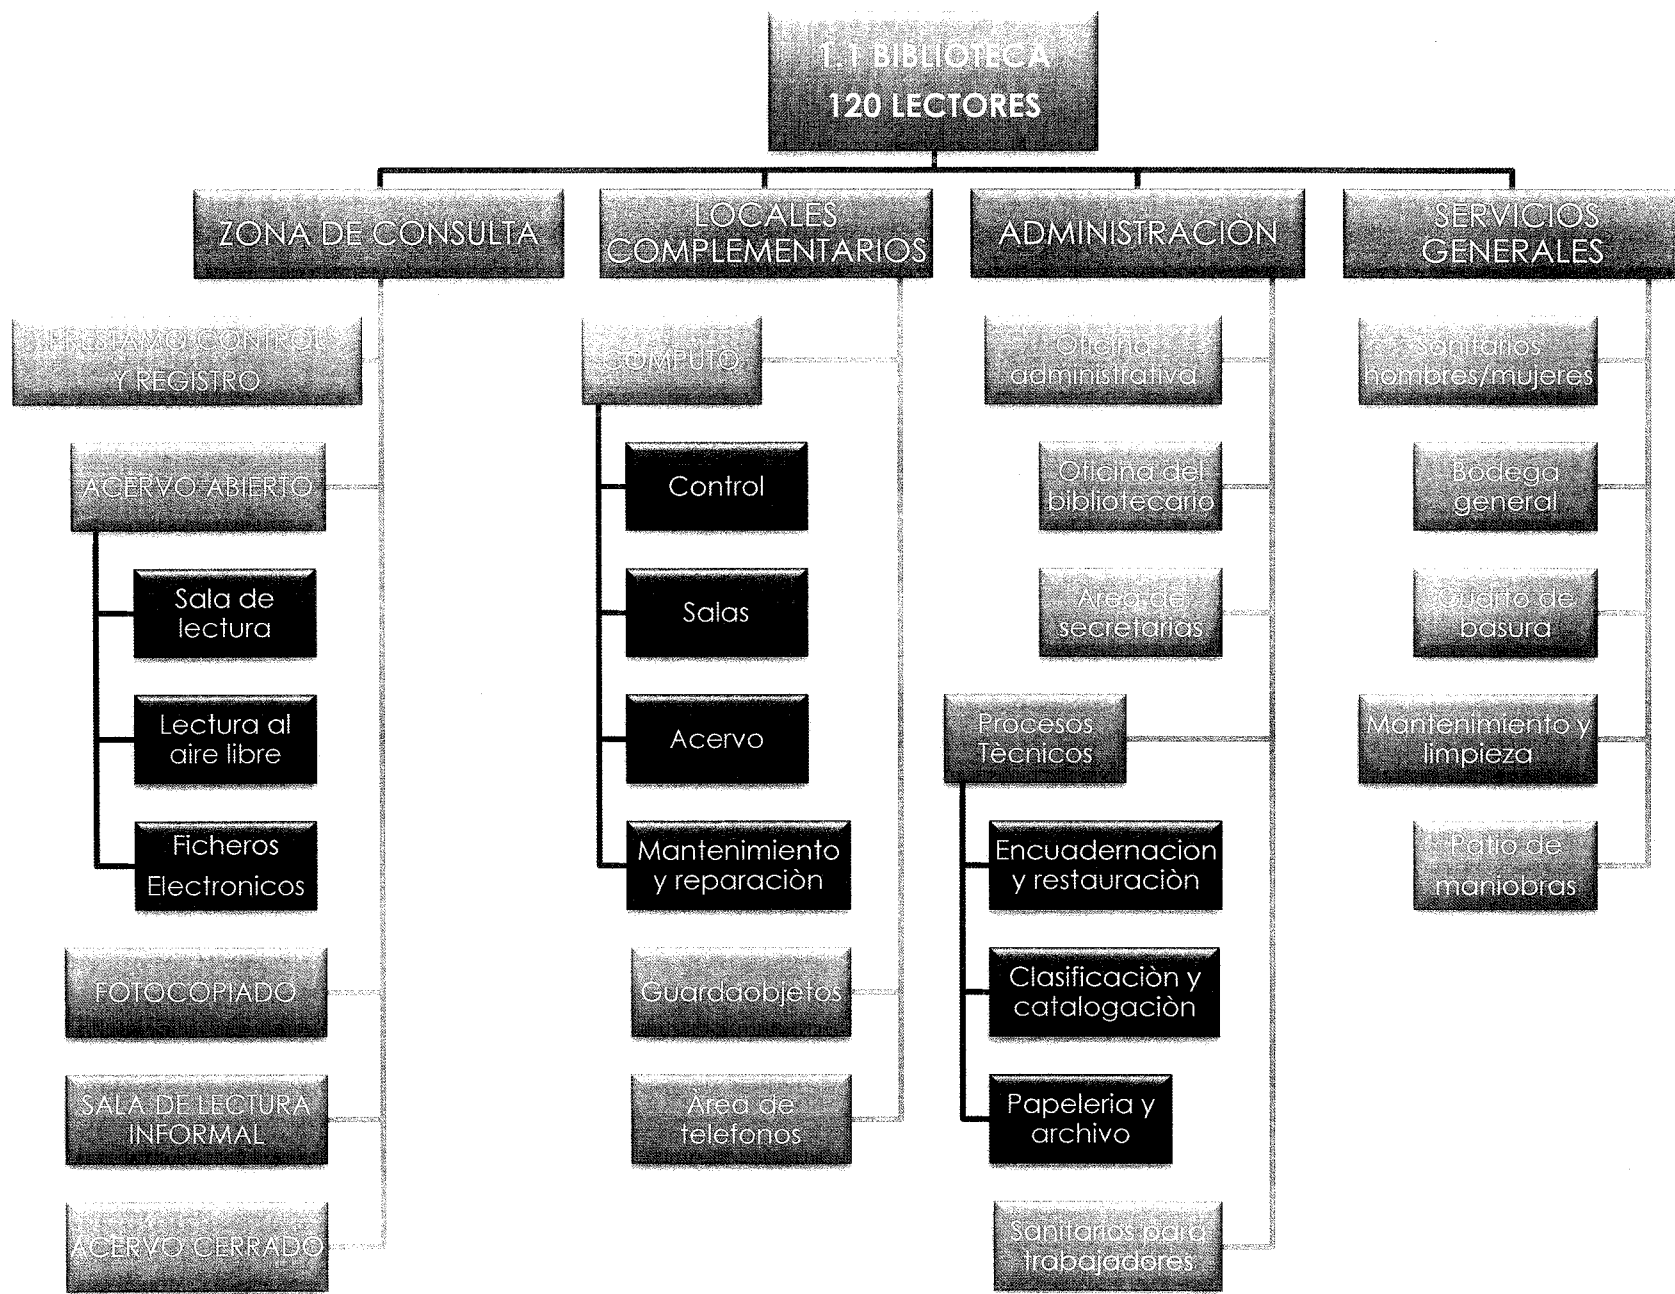 1.1 BIBLIOTECA
120 LECTORES
ZONA DE CONSULTA
PRESTAMO CONTROL
Y REGISTRO
ACERVO ABIERTO
Sala de
lectura
Lectura al
aire libre
Ficheros
Electronicos
FOTOCOPIADO
SALA DE LECTURA
INFORMAL
ACERVO CERRADO
LOCALES
COMPLEMENTARIOS
COMPUTO
Control
Salas
Acervo
Mantenimiento
y reparaciòn
Guardaobjetos
Àrea de
telefonos
ADMINISTRACIÒN
Oficina
administrativa
Oficina del
bibliotecario
Area de
secretarias
Procesos
Tècnicos
Encuadernacion
y restauraciòn
Clasificaciòn y
catalogaciòn
Papeleria y
archivo
Sanitarios para
trabajadores
SERVICIOS
GENERALES
Sanitarios
hombres/mujeres
Bodega
general
Cuarto de
basura
Mantenimiento y
limpieza
Patio de
maniobras